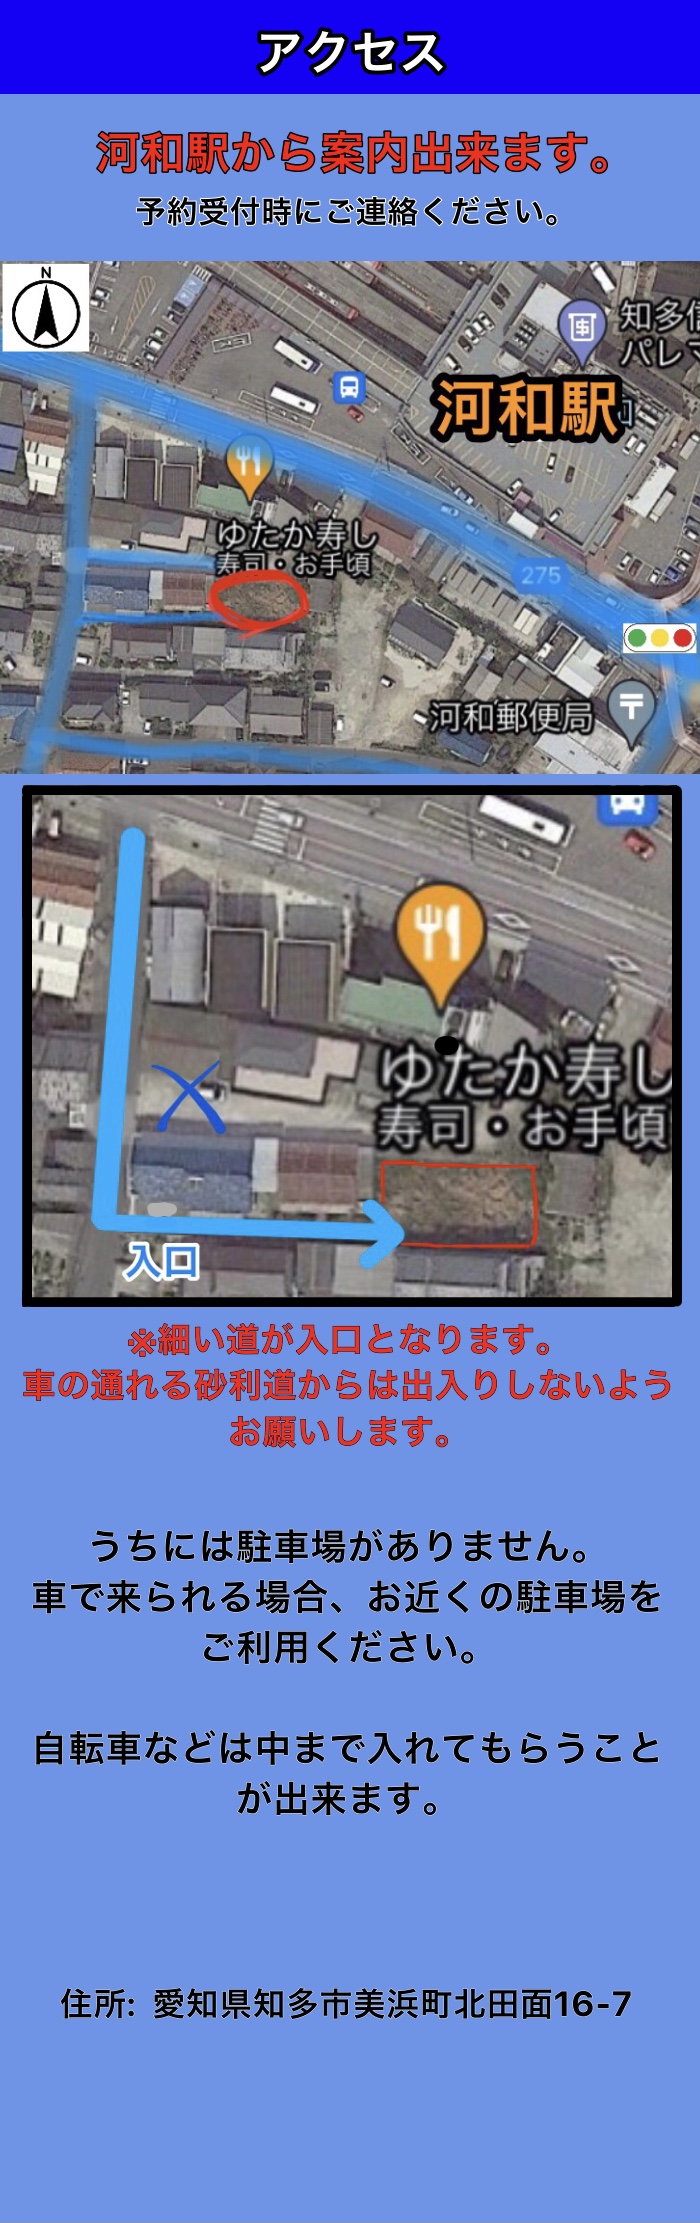 アクセス
河和駅から案内出来ます。
予約受付時にご連絡ください。
N
知多信
パレマ
河和駅
ゆたか寿し
寿司・お手頃
275
河和郵便局
ゆたか寿し
寿司・お手頃
入口
※細い道が入口となります。
車の通れる砂利道からは出入りしないよう
お願いします。
うちには駐車場がありません。
車で来られる場合、お近くの駐車場を
ご利用ください。
自転車などは中まで入れてもらうこと
が出来ます。
住所: 愛知県知多市美浜町北田面16-7